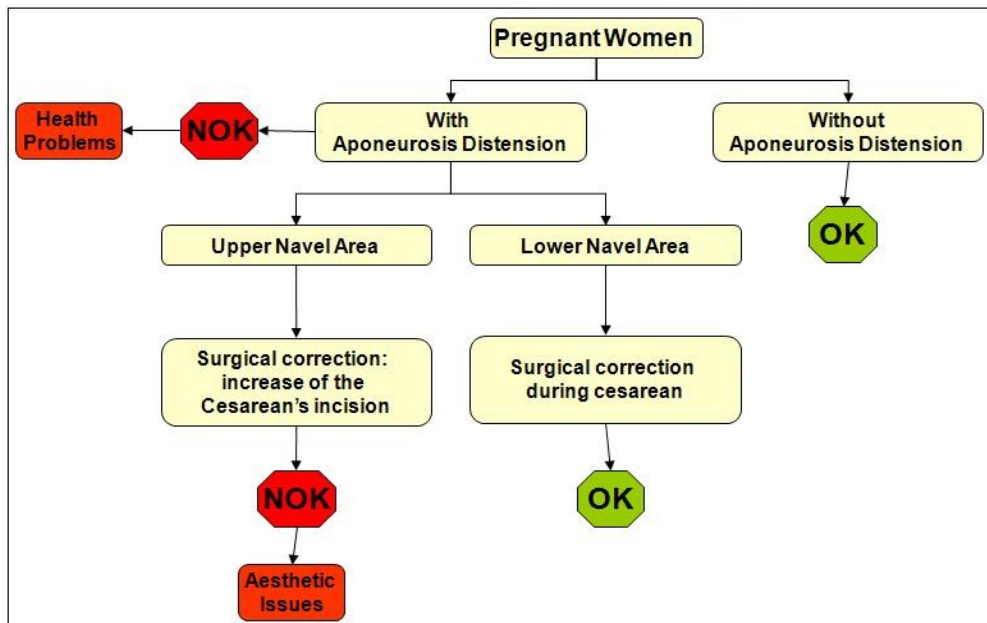 Pregnant Women
Health
Problems
NOK
With
Aponeurosis Distension
Without
Aponeurosis Distension
OK
Upper Navel Area
Lower Navel Area
Surgical correction:
increase of the
Cesarean's incision
Surgical correction
during cesarean
NOK
OK
Aesthetic
Issues